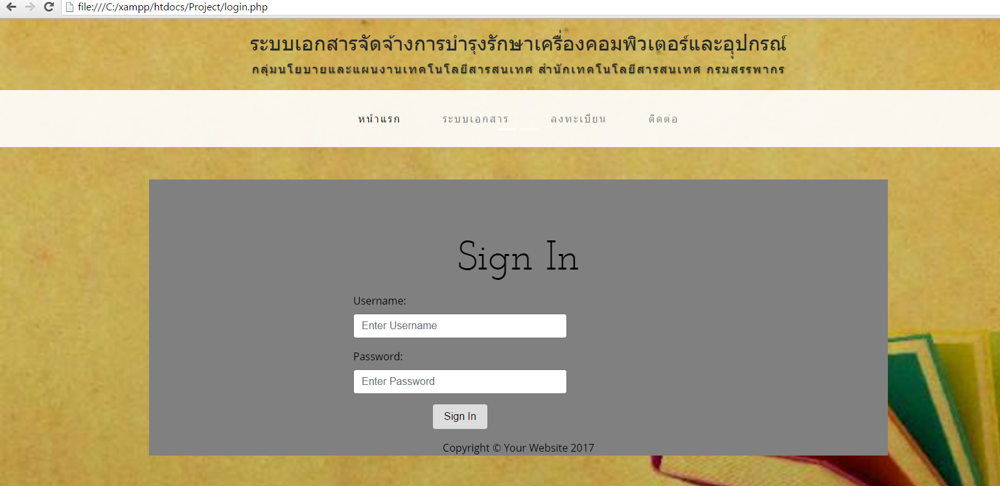 file:///C:/xampp/htdocs/Project/login.php
ระบบเอกสารจัดจ้างการบำรุงรักษาเครื่องคอมพิวเตอร์และอุปกรณ์
กลุ่มนโยบายและแผนงานเทคโนโลยีสารสนเทศ สำนักเทคโนโลยีสารสนเทศ กรมสรรพากร
หน้าแรก ระบบเอกสาร ลงทะเบียน ติดต่อ
Sign In
Username:
Enter Username
Password:
Enter Password
Sign In
Copyright © Your Website 2017